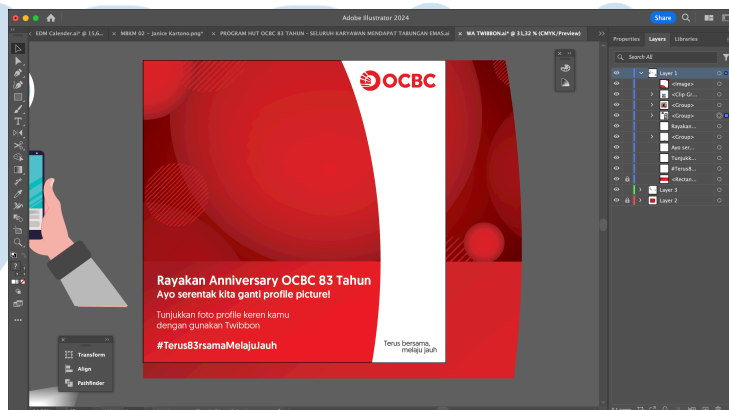 Adobe Illustrator 2024
Share
EDM Calender.ai* @ 15,6...
× MBKM 02 - Janice Kartono.png*
× PROGRAM HUT OCBC 83 TAHUN - SELURUH KARYAWAN MENDAPAT TABUNGAN EMAS.ai
× WA TWIBBON.ai* @ 31,32 % (CMYK/Preview)
Properties
Layers
Libraries
Search All
Layer 1
<Image>
<Clip Gr...
<Group>
<Group>
Rayakan...
<Group>
Ayo ser...
Tunjukk...
#Terus8...
<Rectan...
Layer 3
Layer 2
OCBC
Rayakan Anniversary OCBC 83 Tahun
Ayo serentak kita ganti profile picture!
Tunjukkan foto profile keren kamu
dengan gunakan Twibbon
#Terus83rsamaMelajuJauh
Terus bersama,
melaju jauh
Transform
Align
Pathfinder